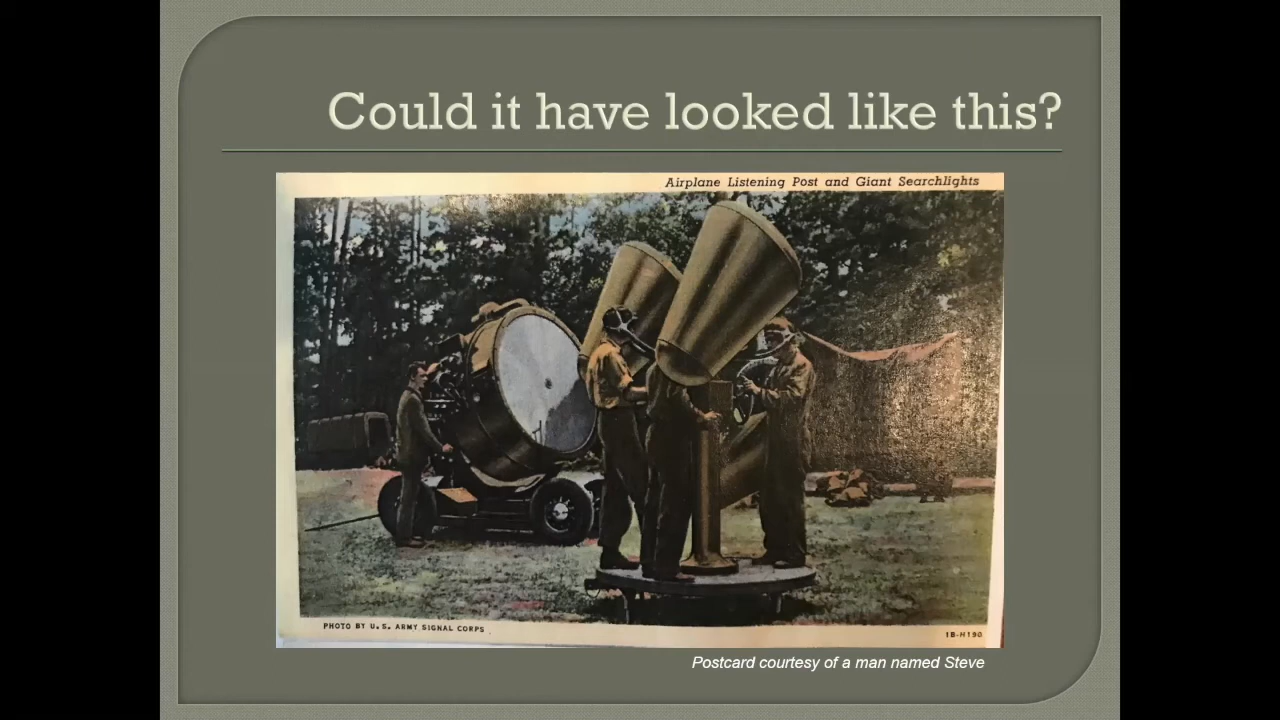 Could it have looked like this?
Airplane Listening Post and Giant Searchlights
PHOTO BY U.S. ARMY SIGNAL CORPS
1B-H190
Postcard courtesy of a man named Steve